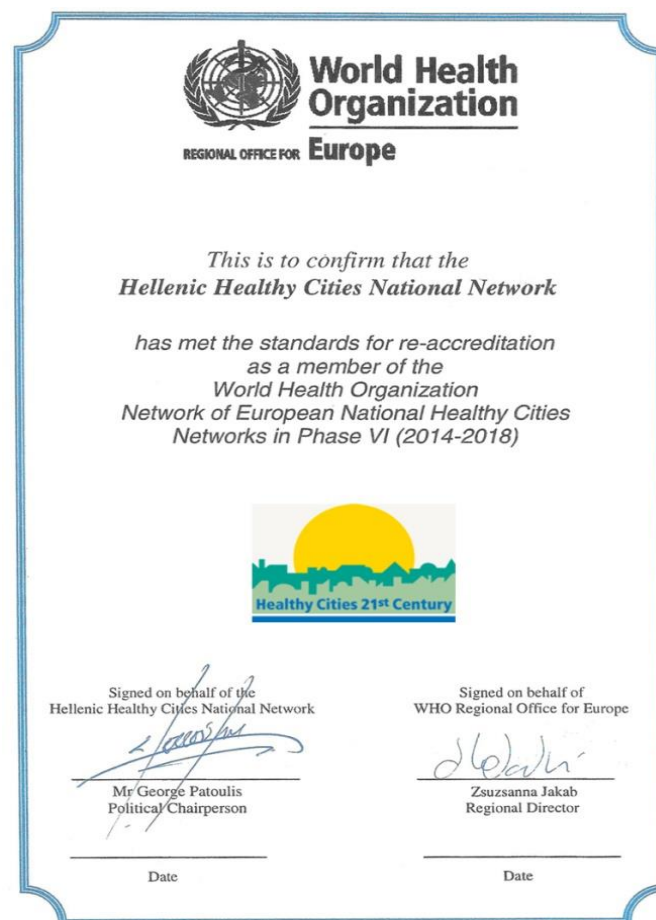 World Health
Organization
REGIONAL OFFICE FOR Europe
This is to confirm that the
Hellenic Healthy Cities National Network
has met the standards for re-accreditation
as a member of the
World Health Organization
Network of European National Healthy Cities
Networks in Phase VI (2014-2018)
Healthy Cities 21st Century
Signed on behalf of the
Hellenic Healthy Cities National Network
Mr George Patoulis
Political Chairperson
Date
Signed on behalf of
WHO Regional Office for Europe
Zsuzsanna Jakab
Regional Director
Date